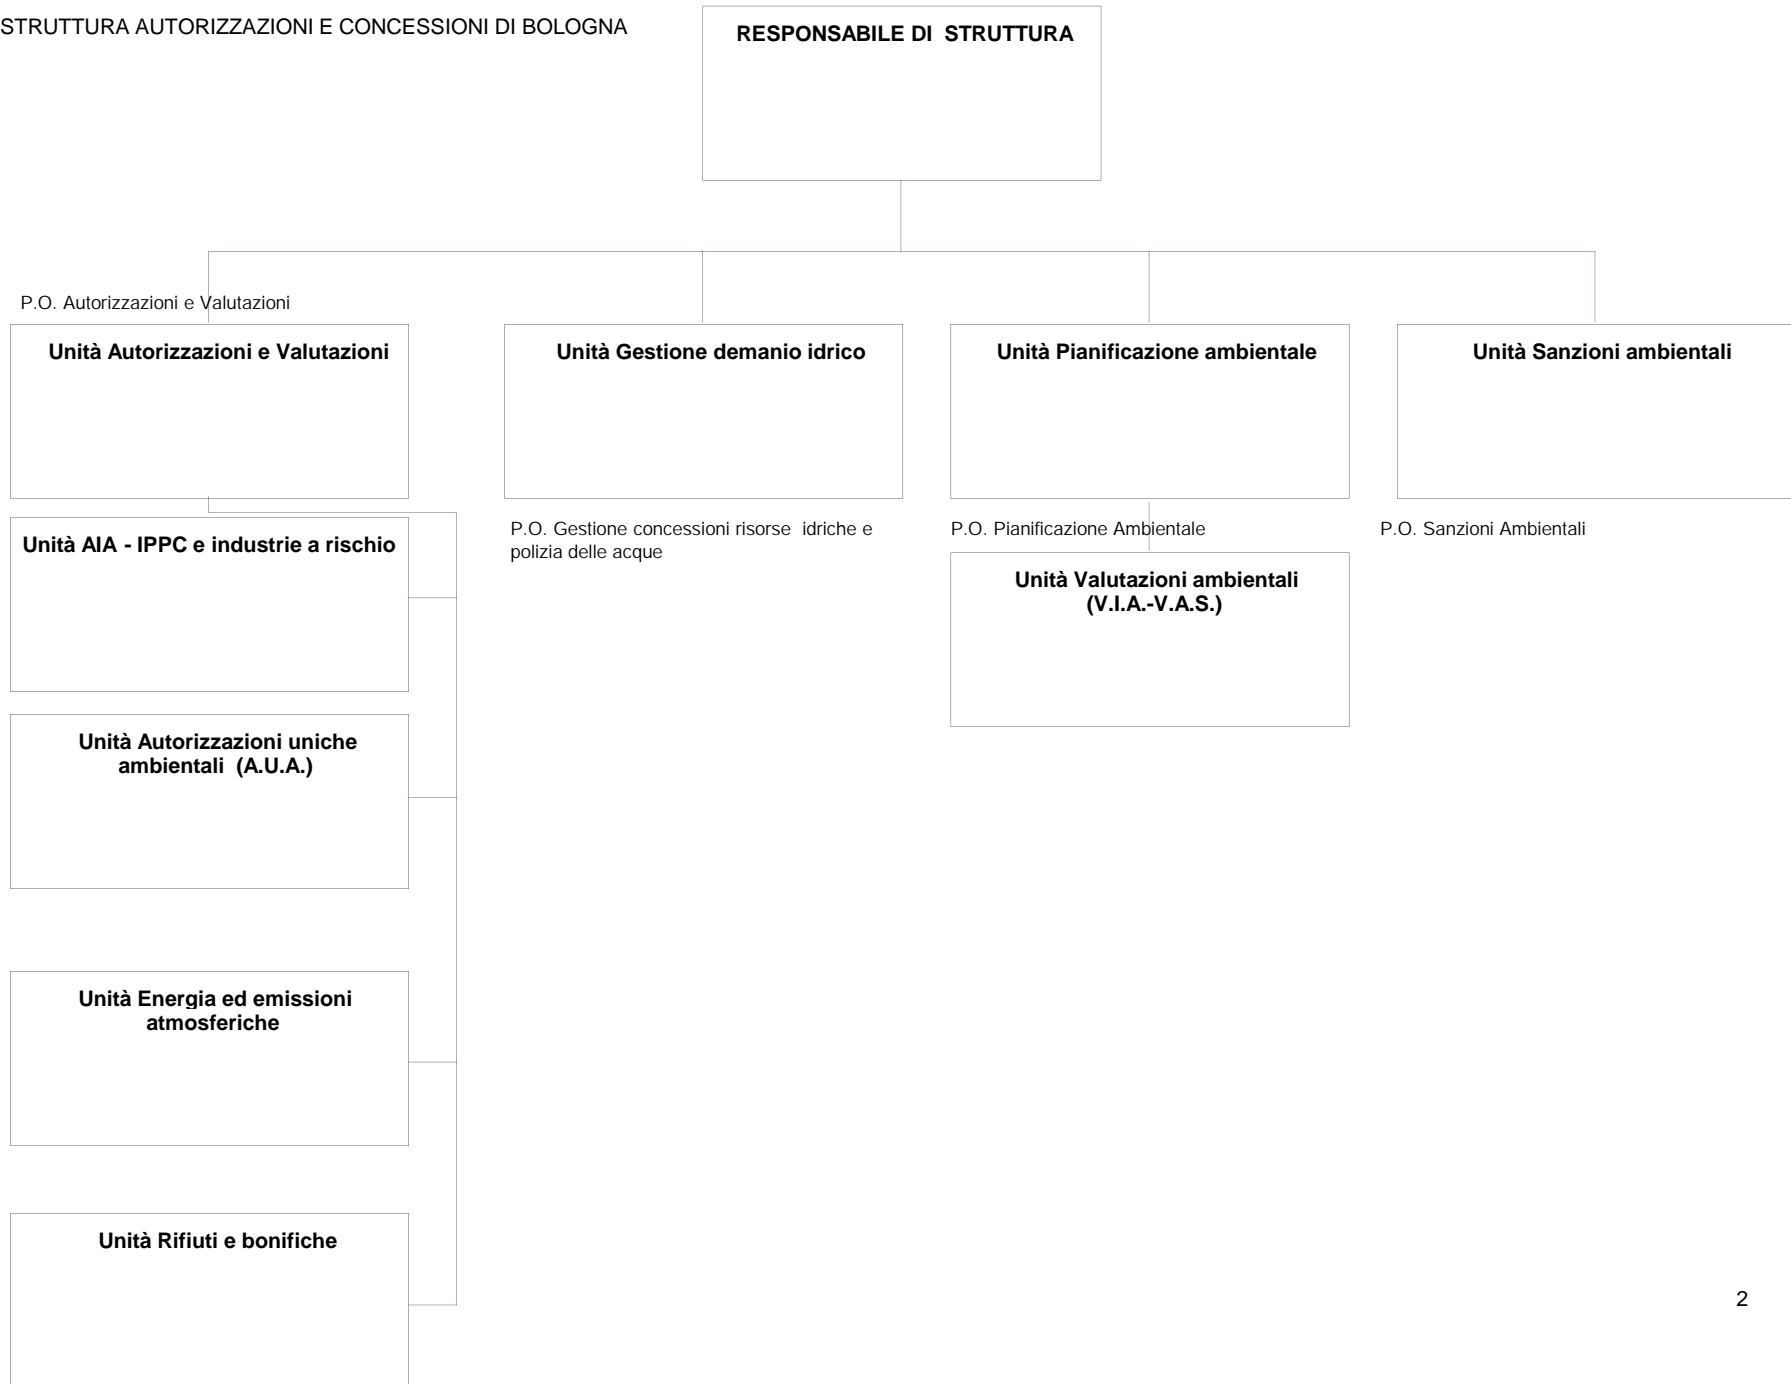 STRUTTURA AUTORIZZAZIONI E CONCESSIONI DI BOLOGNA
RESPONSABILE DI STRUTTURA
P.O. Autorizzazioni e Valutazioni
Unità Autorizzazioni e Valutazioni
Unità Gestione demanio idrico
Unità Pianificazione ambientale
Unità Sanzioni ambientali
P.O. Gestione concessioni risorse idriche e
polizia delle acque
P.O. Pianificazione Ambientale
P.O. Sanzioni Ambientali
Unità AIA - IPPC e industrie a rischio
Unità Valutazioni ambientali
(V.I.A.-V.A.S.)
Unità Autorizzazioni uniche
ambientali (A.U.A.)
Unità Energia ed emissioni
atmosferiche
Unità Rifiuti e bonifiche
2